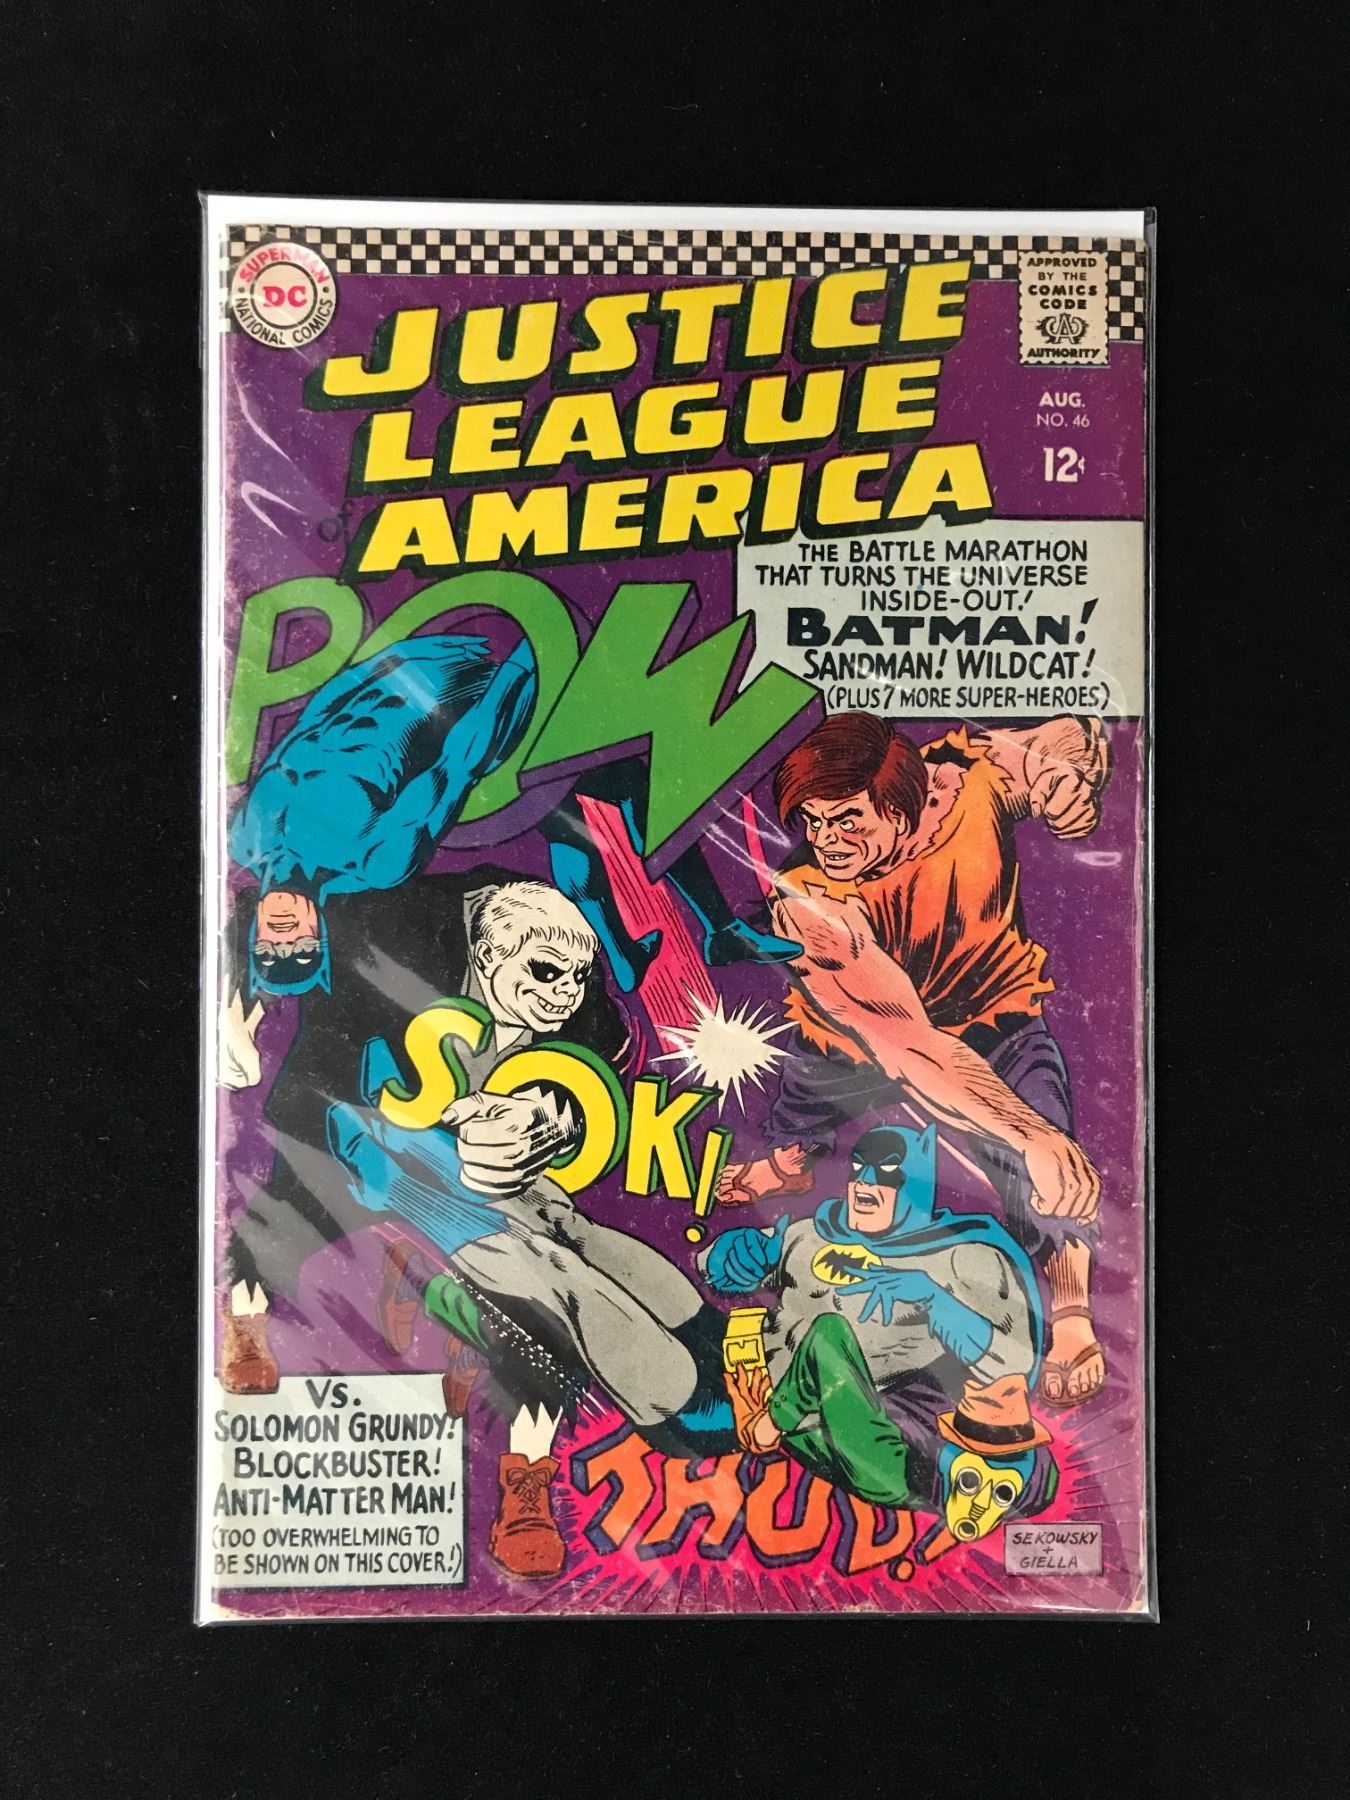 SUPERMAN
DC
NATIONAL COMICS
JUSTICE
LEAGUE
OF
AMERICA
APPROVED
BY THE
COMICS
CODE
CA
AUTHORITY
AUG.
NO. 46
12¢
THE BATTLE MARATHON
THAT TURNS THE UNIVERSE
INSIDE-OUT!
BATMAN!
SANDMAN! WILDCAT!
(PLUS 7 MORE SUPER-HEROES)
POW
SOK!
THUD!
VS.
SOLOMON GRUNDY!
BLOCKBUSTER!
ANTI-MATTER MAN!
(TOO OVERWHELMING TO
BE SHOWN ON THIS COVER!)
SEKOWSKY
+
GIELLA